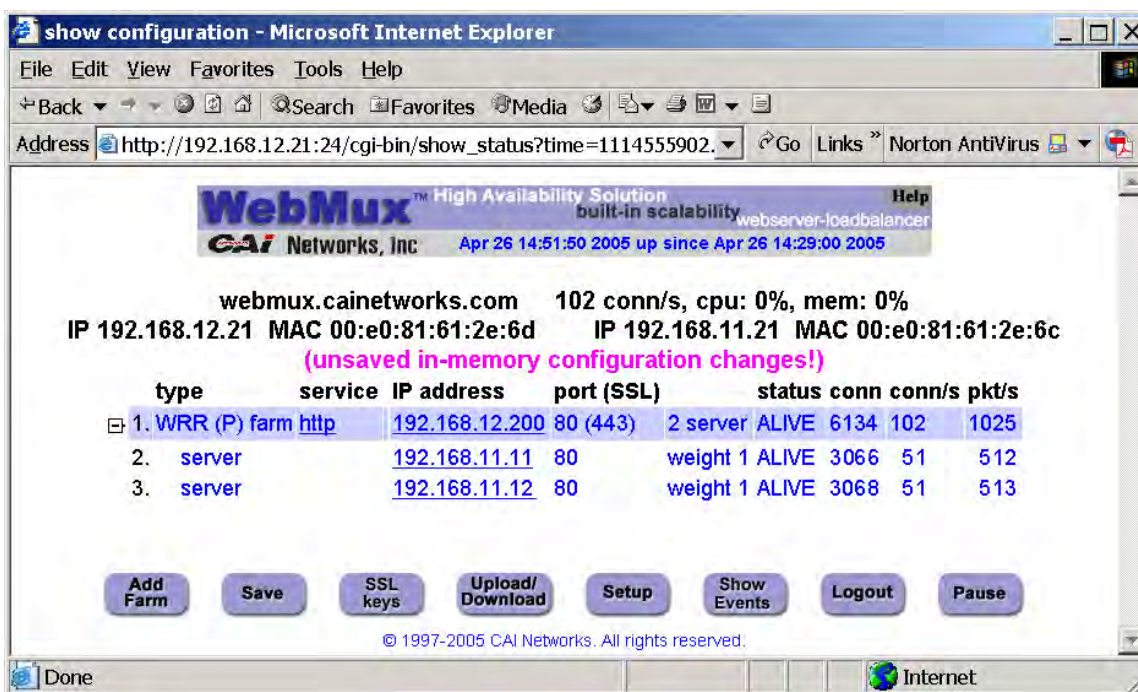 show configuration - Microsoft Internet Explorer
File Edit View Favorites Tools Help
Back Search Favorites Media
Address http://192.168.12.21:24/cgi-bin/show_status?time=1114555902. Go Links » Norton AntiVirus
WebMux™ High Availability Solution Help
built-in scalability
webserver-loadbalancer
CAI Networks, Inc Apr 26 14:51:50 2005 up since Apr 26 14:29:00 2005
webmux.cainetworks.com 102 conn/s, cpu: 0%, mem: 0%
IP 192.168.12.21 MAC 00:e0:81:61:2e:6d IP 192.168.11.21 MAC 00:e0:81:61:2e:6c
(unsaved in-memory configuration changes!)
type service IP address port (SSL) status conn conn/s pkt/s
1. WRR (P) farm http 192.168.12.200 80 (443) 2 server ALIVE 6134 102 1025
2. server 192.168.11.11 80 weight 1 ALIVE 3066 51 512
3. server 192.168.11.12 80 weight 1 ALIVE 3068 51 513
Add Farm Save SSL keys Upload/ Download Setup Show Events Logout Pause
© 1997-2005 CAI Networks. All rights reserved.
Done Internet